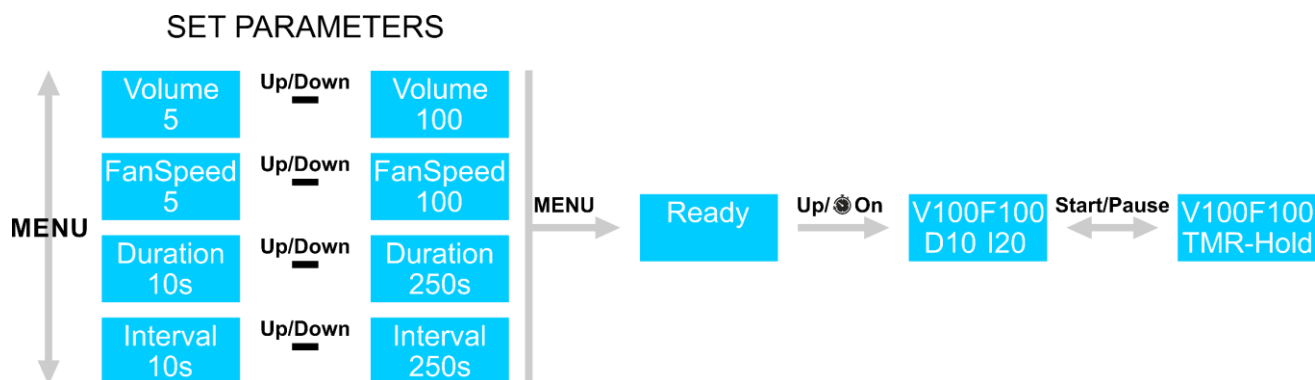 SET PARAMETERS
Volume
5
Up/Down
Volume
100
FanSpeed
5
Up/Down
FanSpeed
100
MENU
Duration
10s
Up/Down
Duration
250s
Interval
10s
Up/Down
Interval
250s
MENU
Ready
Up/ On
V100F100
D10 I20
Start/Pause
V100F100
TMR-Hold